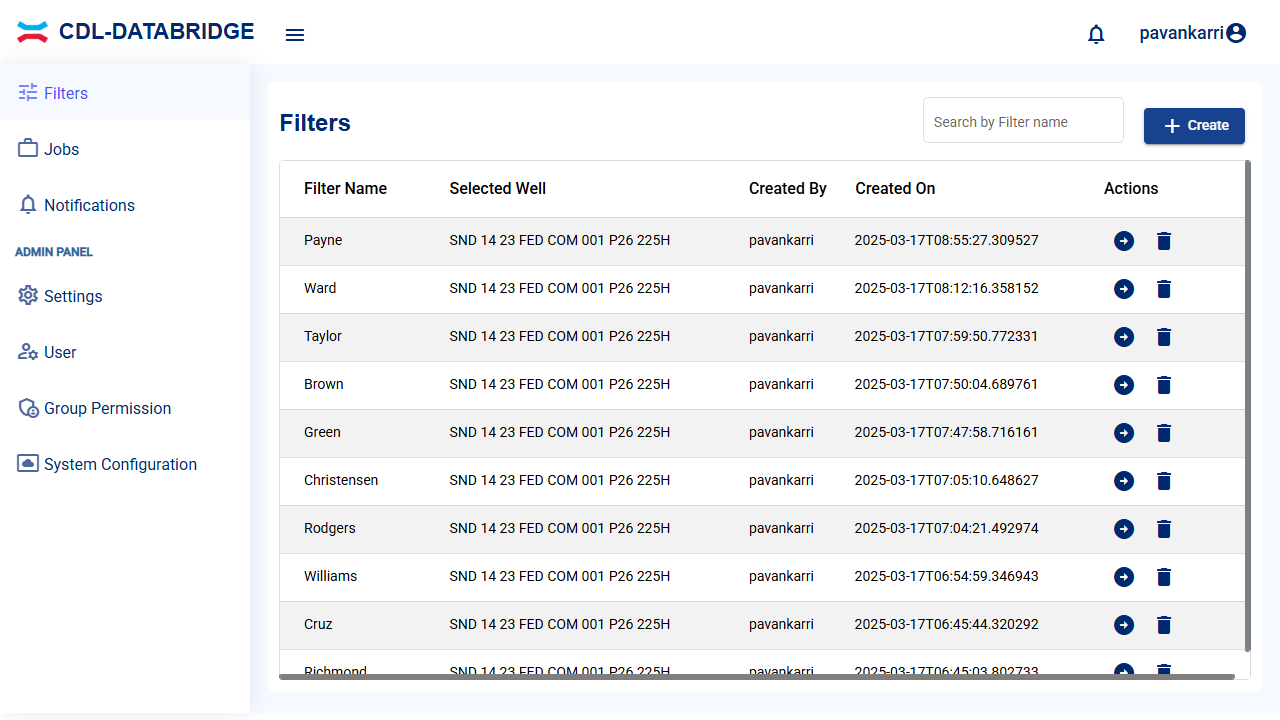 CDL-DATABRIDGE
pavankarri
Filters
Jobs
Notifications
ADMIN PANEL
Settings
User
Group Permission
System Configuration
Filters
Search by Filter name
Create
Filter Name Selected Well Created By Created On Actions
Payne SND 14 23 FED COM 001 P26 225H pavankarri 2025-03-17T08:55:27.309527
Ward SND 14 23 FED COM 001 P26 225H pavankarri 2025-03-17T08:12:16.358152
Taylor SND 14 23 FED COM 001 P26 225H pavankarri 2025-03-17T07:59:50.772331
Brown SND 14 23 FED COM 001 P26 225H pavankarri 2025-03-17T07:50:04.689761
Green SND 14 23 FED COM 001 P26 225H pavankarri 2025-03-17T07:47:58.716161
Christensen SND 14 23 FED COM 001 P26 225H pavankarri 2025-03-17T07:05:10.648627
Rodgers SND 14 23 FED COM 001 P26 225H pavankarri 2025-03-17T07:04:21.492974
Williams SND 14 23 FED COM 001 P26 225H pavankarri 2025-03-17T06:54:59.346943
Cruz SND 14 23 FED COM 001 P26 225H pavankarri 2025-03-17T06:45:44.320292
Richmond SND 14 23 FED COM 001 P26 225H pavankarri 2025-03-17T06:45:03.802733